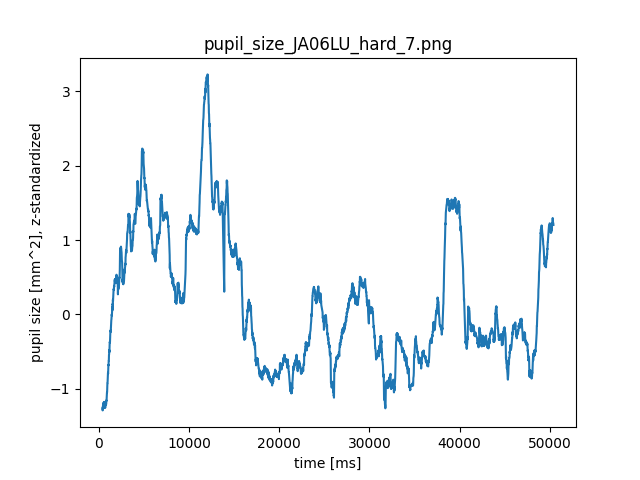 pupil_size_JA06LU_hard_7.png
pupil size [mm^2], z-standardized
3
2
1
0
−1
0 10000 20000 30000 40000 50000
time [ms]